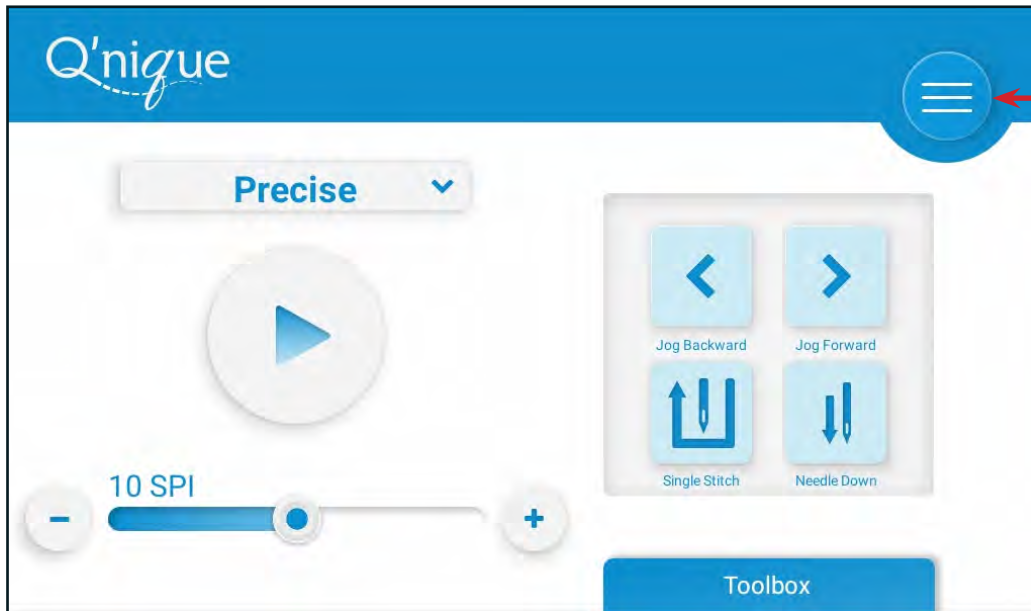 Q'nique
Precise
Jog Backward
Jog Forward
Single Stitch
Needle Down
10 SPI
Toolbox